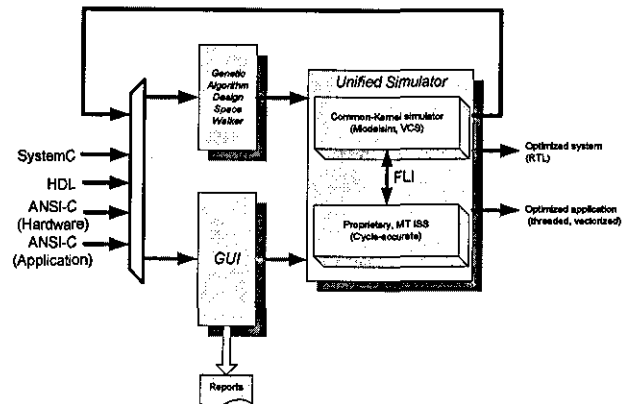 Genetic
Algorithm
Design
Space
Walker
Unified Simulator
Common-Kernel simulator
(Modelsim, VCS)
FLI
Proprietary, MT ISS
(Cycle-accurate)
SystemC
HDL
ANSI-C
(Hardware)
ANSI-C
(Application)
GUI
Reports
Optimized system
(RTL)
Optimized application
(threaded, vectorized)